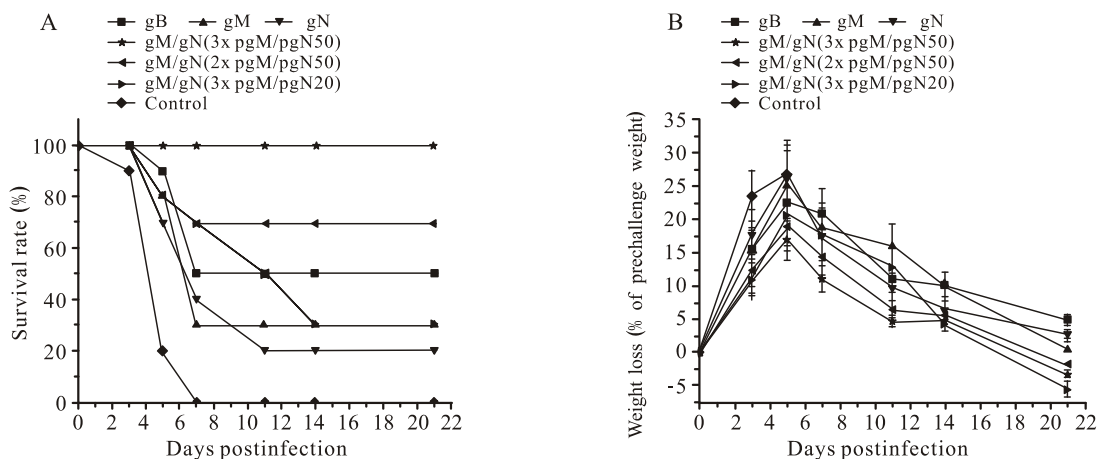 A
gB gM gN
gM/gN(3x pgM/pgN50)
gM/gN(2x pgM/pgN50)
gM/gN(3x pgM/pgN20)
Control
Survival rate (%)
100
80
60
40
20
0
0 2 4 6 8 10 12 14 16 18 20 22
Days postinfection
B
gB gM gN
gM/gN(3x pgM/pgN50)
gM/gN(2x pgM/pgN50)
gM/gN(3x pgM/pgN20)
Control
Weight loss (% of prechallenge weight)
35
30
25
20
15
10
5
0
-5
0 2 4 6 8 10 12 14 16 18 20 22
Days postinfection